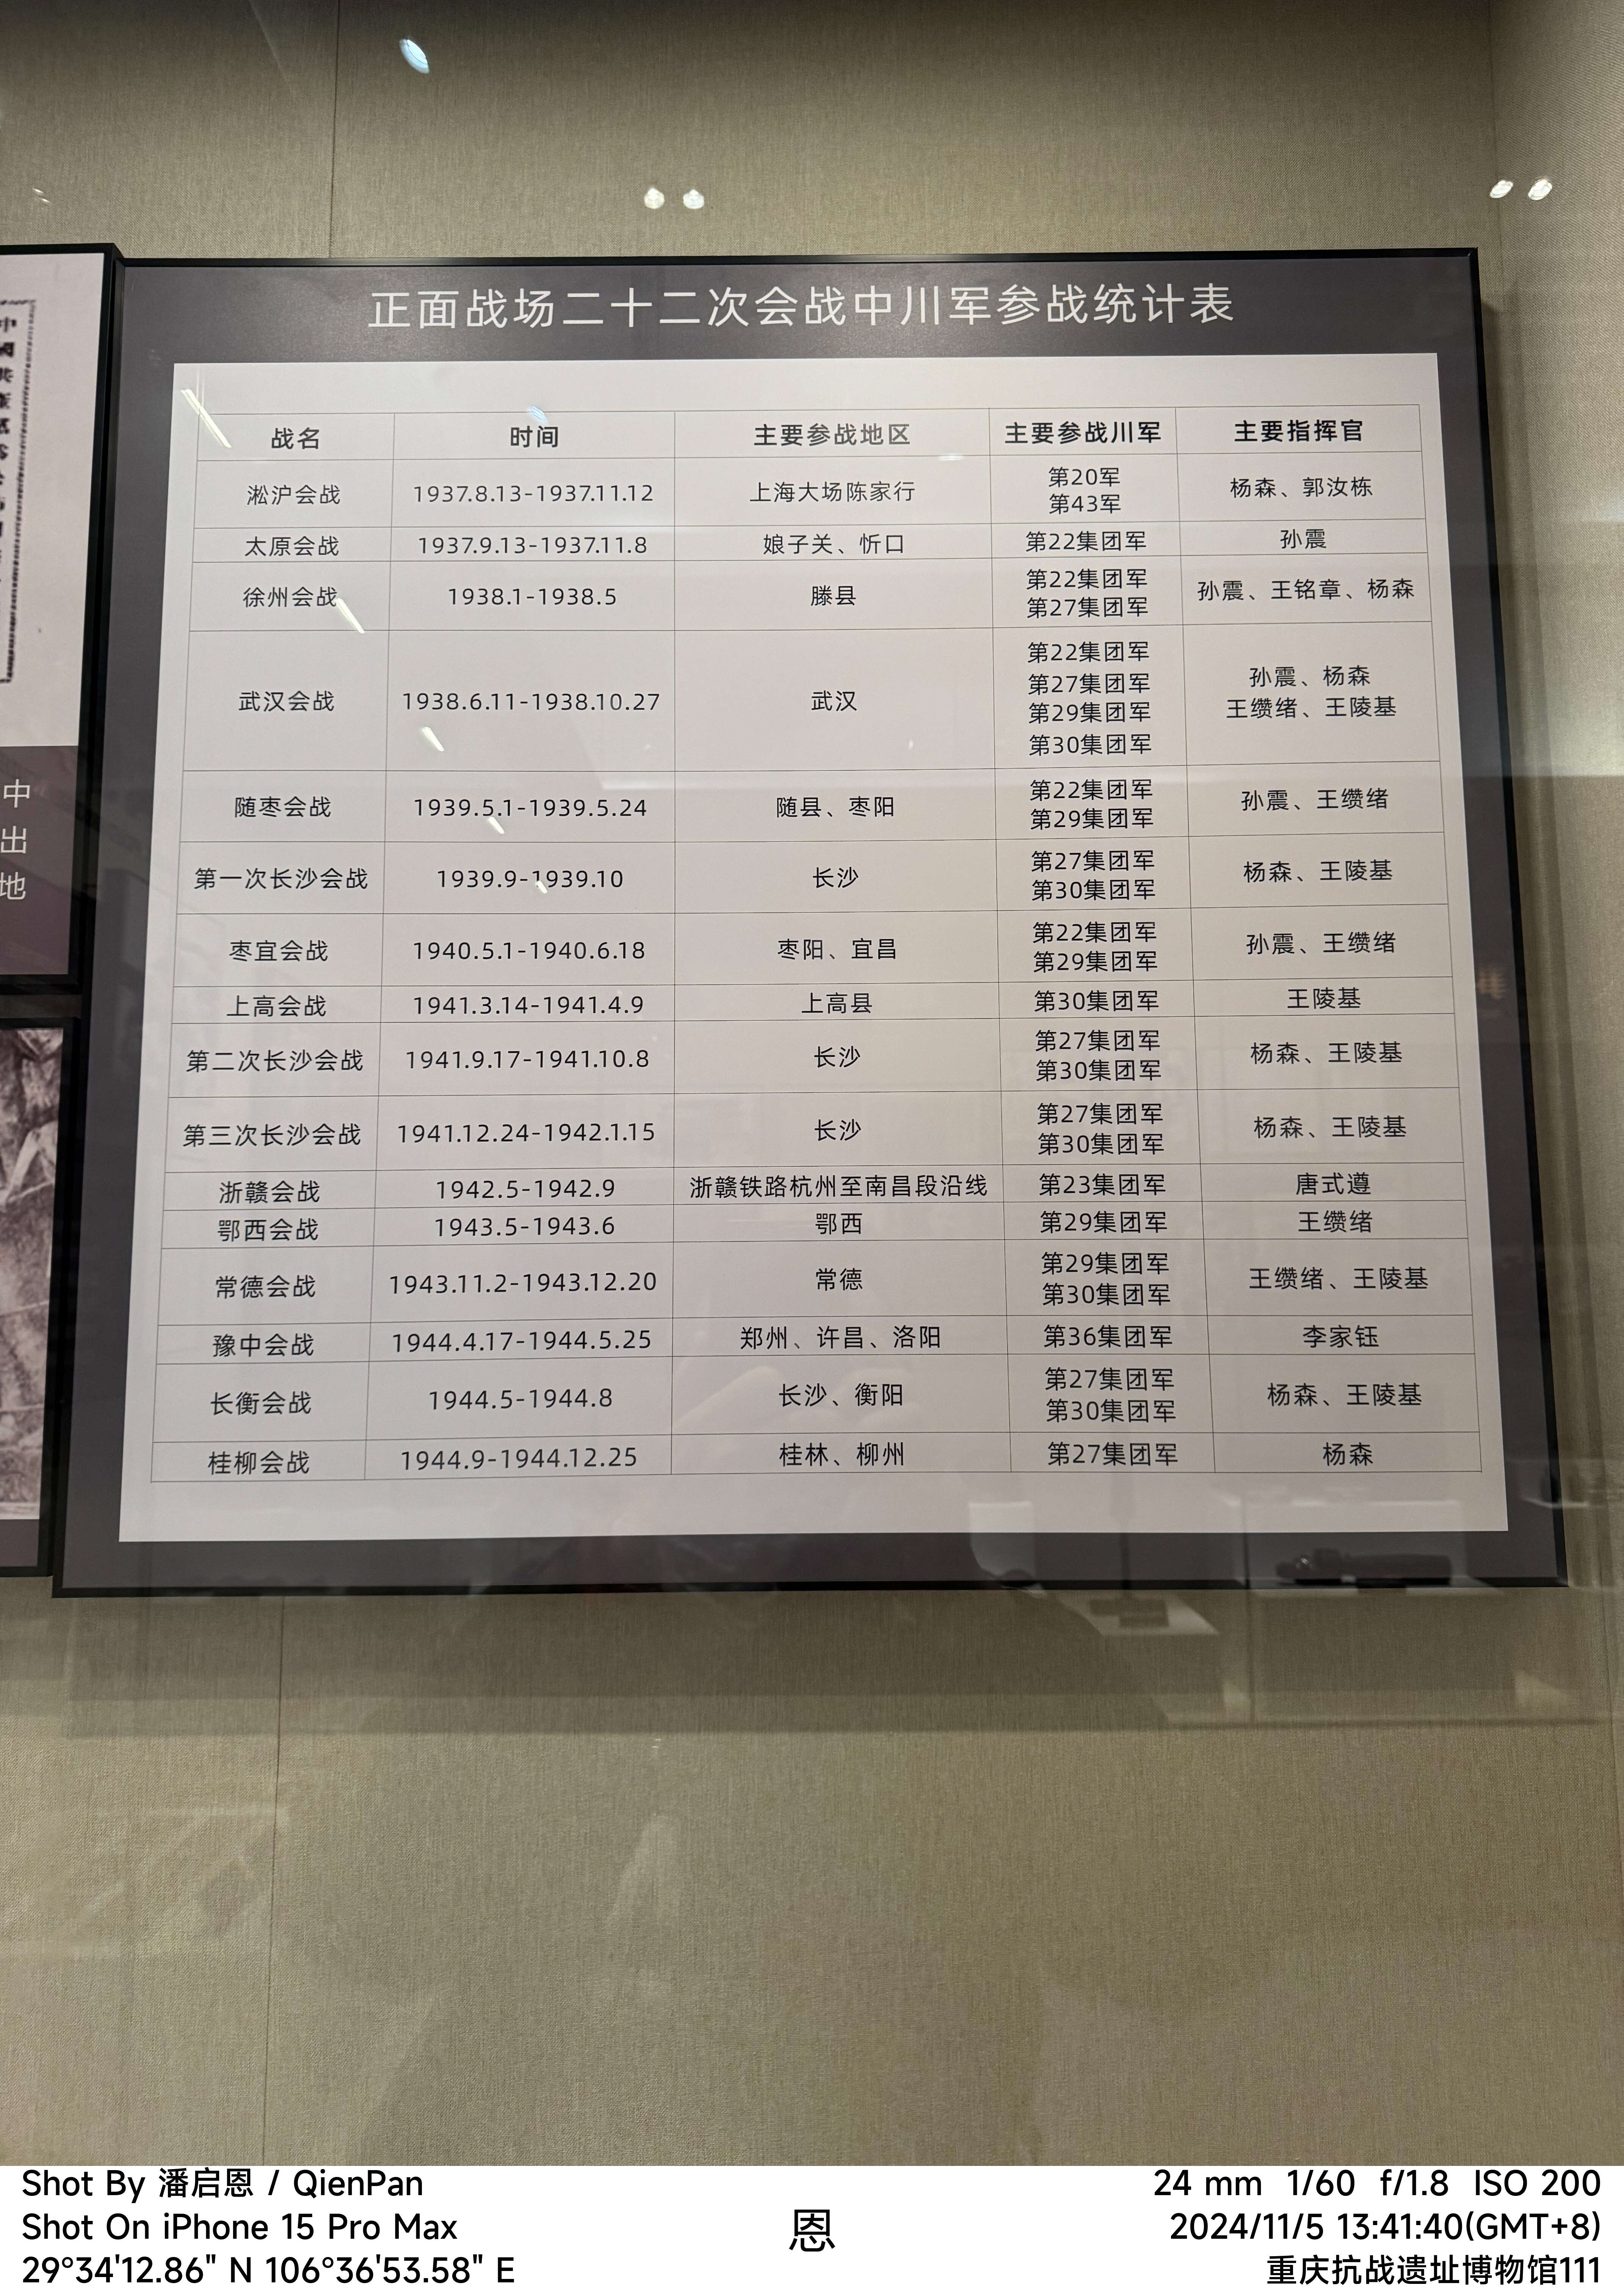 正面战场二十二次会战中川军参战统计表
战名 时间 主要参战地区 主要参战川军 主要指挥官
淞沪会战 1937.8.13-1937.11.12 上海大场陈家行 第20军 第43军 杨森、郭汝栋
太原会战 1937.9.13-1937.11.8 娘子关、忻口 第22集团军 孙震
徐州会战 1938.1-1938.5 滕县 第22集团军 第27集团军 孙震、王铭章、杨森
武汉会战 1938.6.11-1938.10.27 武汉 第22集团军 第27集团军 第29集团军 第30集团军 孙震、杨森 王缵绪、王陵基
随枣会战 1939.5.1-1939.5.24 随县、枣阳 第22集团军 第29集团军 孙震、王缵绪
第一次长沙会战 1939.9-1939.10 长沙 第27集团军 第30集团军 杨森、王陵基
枣宜会战 1940.5.1-1940.6.18 枣阳、宜昌 第22集团军 第29集团军 孙震、王缵绪
上高会战 1941.3.14-1941.4.9 上高县 第30集团军 王陵基
第二次长沙会战 1941.9.17-1941.10.8 长沙 第27集团军 第30集团军 杨森、王陵基
第三次长沙会战 1941.12.24-1942.1.15 长沙 第27集团军 第30集团军 杨森、王陵基
浙赣会战 1942.5-1942.9 浙赣铁路杭州至南昌段沿线 第23集团军 唐式遵
鄂西会战 1943.5-1943.6 鄂西 第29集团军 王缵绪
常德会战 1943.11.2-1943.12.20 常德 第29集团军 第30集团军 王缵绪、王陵基
豫中会战 1944.4.17-1944.5.25 郑州、许昌、洛阳 第36集团军 李家钰
长衡会战 1944.5-1944.8 长沙、衡阳 第27集团军 第30集团军 杨森、王陵基
桂柳会战 1944.9-1944.12.25 桂林、柳州 第27集团军 杨森
中
出
地
Shot By 潘启恩 / QienPan
Shot On iPhone 15 Pro Max
29°34'12.86" N 106°36'53.58" E
恩
24 mm 1/60 f/1.8 ISO 200
2024/11/5 13:41:40(GMT+8)
重庆抗战遗址博物馆111